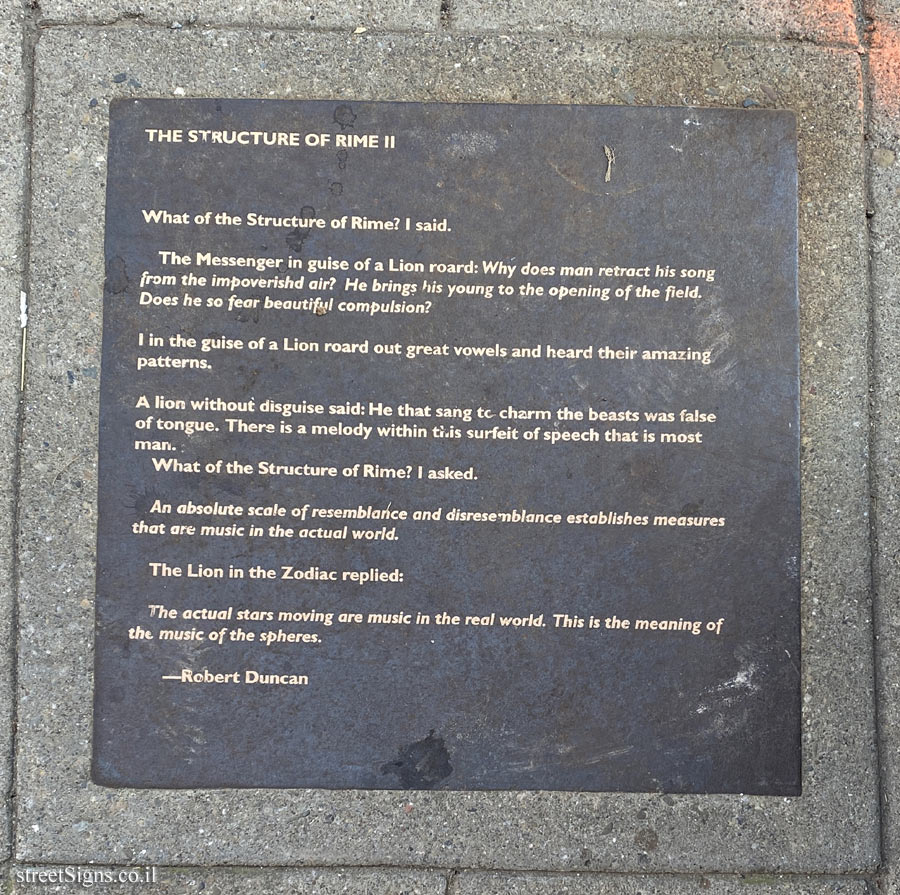 THE STRUCTURE OF RIME II
What of the Structure of Rime? I said.
The Messenger in guise of a Lion roard: Why does man retract his song
from the impoverishd air? He brings his young to the opening of the field.
Does he so fear beautiful compulsion?
I in the guise of a Lion roard out great vowels and heard their amazing
patterns.
A lion without disguise said: He that sang to charm the beasts was false
of tongue. There is a melody within this surfeit of speech that is most
man.
What of the Structure of Rime? I asked.
An absolute scale of resemblance and disresemblance establishes measures
that are music in the actual world.
The Lion in the Zodiac replied:
The actual stars moving are music in the real world. This is the meaning of
the music of the spheres.
—Robert Duncan
streetSigns.co.il